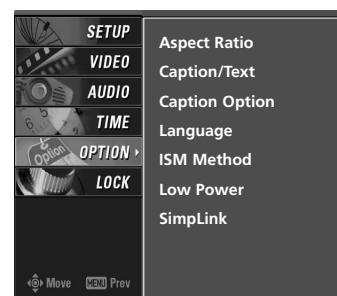 SETUP
VIDEO
AUDIO
TIME
OPTION
LOCK
Aspect Ratio
Caption/Text
Caption Option
Language
ISM Method
Low Power
SimpLink
Option
Move MENU Prev